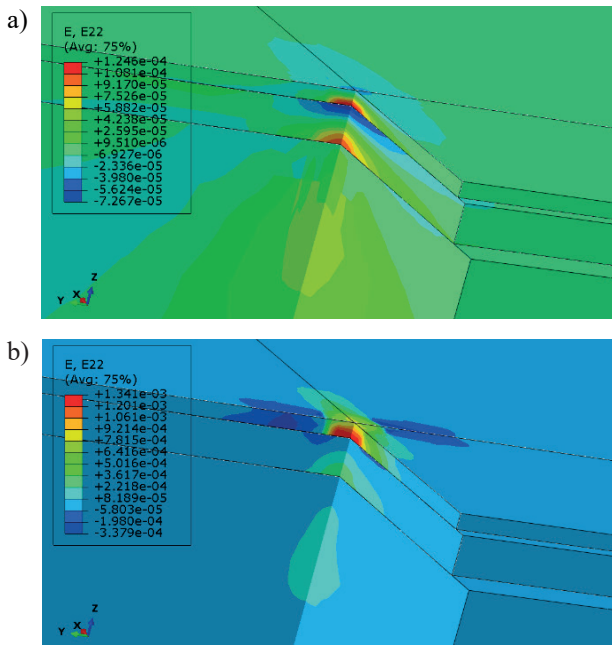 a)
E, E22
(Avg: 75%)
+1.246e-04
+1.081e-04
+9.170e-05
+7.526e-05
+5.882e-05
+4.238e-05
+2.595e-05
+9.510e-06
-6.927e-06
-2.336e-05
-3.980e-05
-5.624e-05
-7.267e-05
Z
Y X
b)
E, E22
(Avg: 75%)
+1.341e-03
+1.201e-03
+1.061e-03
+9.214e-04
+7.815e-04
+6.416e-04
+5.016e-04
+3.617e-04
+2.218e-04
+8.189e-05
-5.803e-05
-1.980e-04
-3.379e-04
Z
Y X